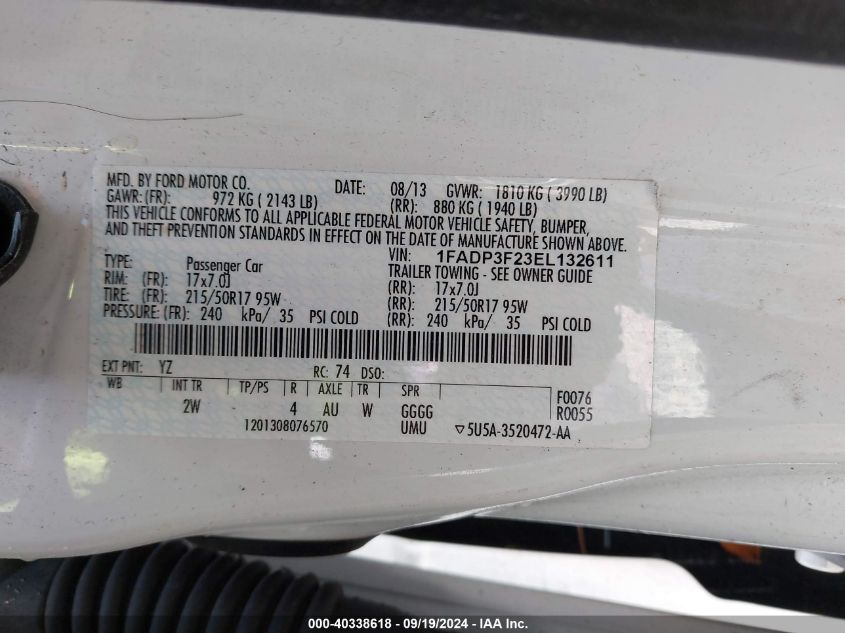 MFD. BY FORD MOTOR CO. DATE: 08/13 GVWR: 1810 KG ( 3990 LB)
GAWR: (FR): 972 KG ( 2143 LB) (RR): 880 KG ( 1940 LB)
THIS VEHICLE CONFORMS TO ALL APPLICABLE FEDERAL MOTOR VEHICLE SAFETY, BUMPER,
AND THEFT PREVENTION STANDARDS IN EFFECT ON THE DATE OF MANUFACTURE SHOWN ABOVE.
VIN: 1FADP3F23EL132611
TYPE: Passenger Car TRAILER TOWING - SEE OWNER GUIDE
RIM: (FR): 17x7.0J (RR): 17x7.0J
TIRE: (FR): 215/50R17 95W (RR): 215/50R17 95W
PRESSURE: (FR): 240 kPa/ 35 PSI COLD (RR): 240 kPa/ 35 PSI COLD
EXT PNT: YZ RC: 74 DSO:
WB INT TR TP/PS R AXLE TR SPR F0076
2W - 4 AU W GGGG R0055
1201308076570 UMU ▽5U5A-3520472-AA
000-40338618 - 09/19/2024 - IAA Inc.